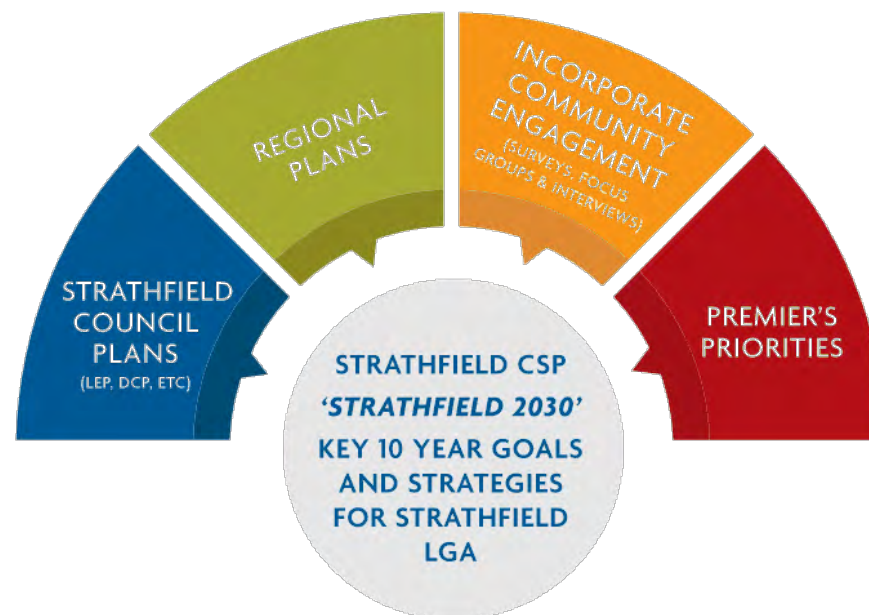 STRATHFIELD
COUNCIL
PLANS
(LEP, DCP, ETC)
REGIONAL
PLANS
INCORPORATE
COMMUNITY
ENGAGEMENT
(SURVEYS, FOCUS
GROUPS & INTERVIEWS)
PREMIER'S
PRIORITIES
STRATHFIELD CSP
'STRATHFIELD 2030'
KEY 10 YEAR GOALS
AND STRATEGIES
FOR STRATHFIELD
LGA